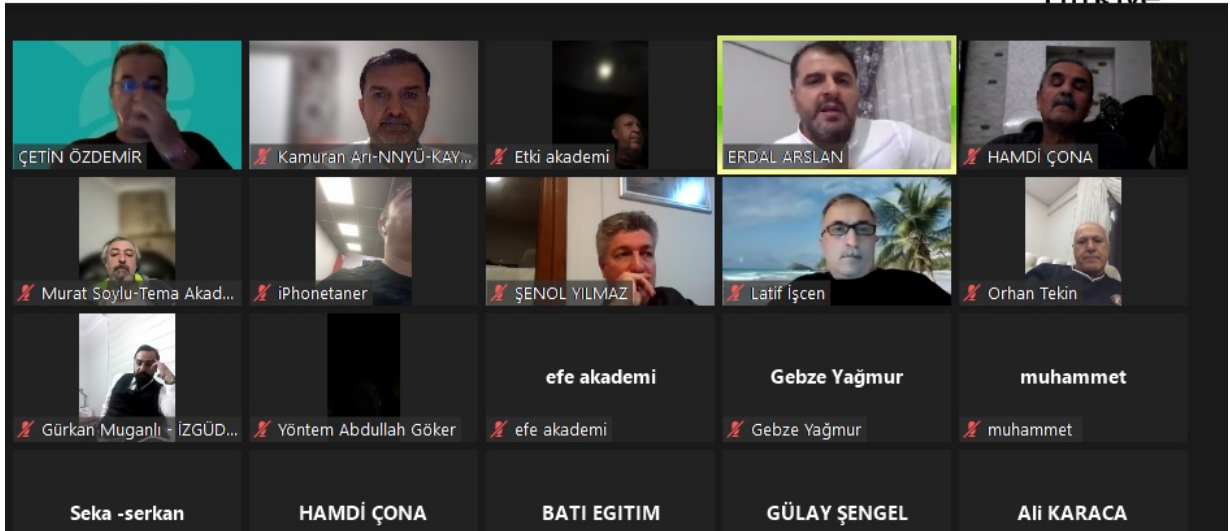 ÇETİN ÖZDEMİR
Kamuran Arı-NNYÜ-KAY...
Etki akademi
ERDAL ARSLAN
HAMDİ ÇONA
Murat Soylu-Tema Akad...
iPhonetaner
ŞENOL YILMAZ
Latif İşcen
Orhan Tekin
Gürkan Muganlı - İZGÜD...
Yöntem Abdullah Göker
efe akademi
efe akademi
Gebze Yağmur
Gebze Yağmur
muhammet
muhammet
Seka -serkan
HAMDİ ÇONA
BATI EGITIM
GÜLAY ŞENGEL
Ali KARACA